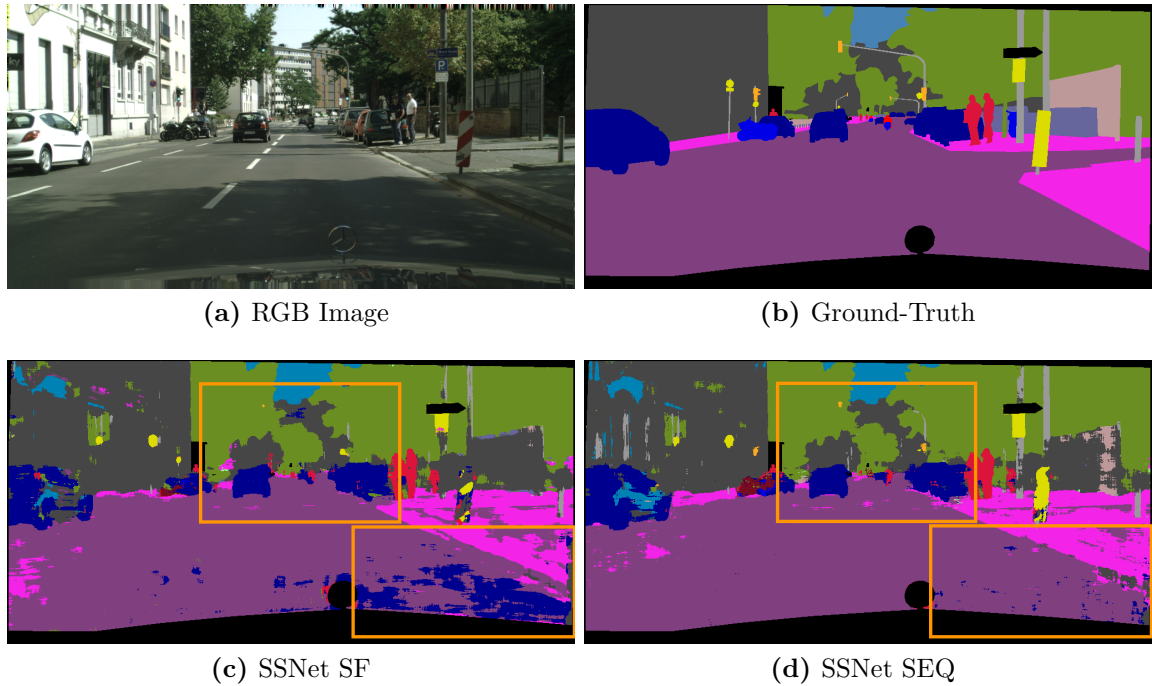 P
(a) RGB Image
(b) Ground-Truth
(c) SSNet SF
(d) SSNet SEQ